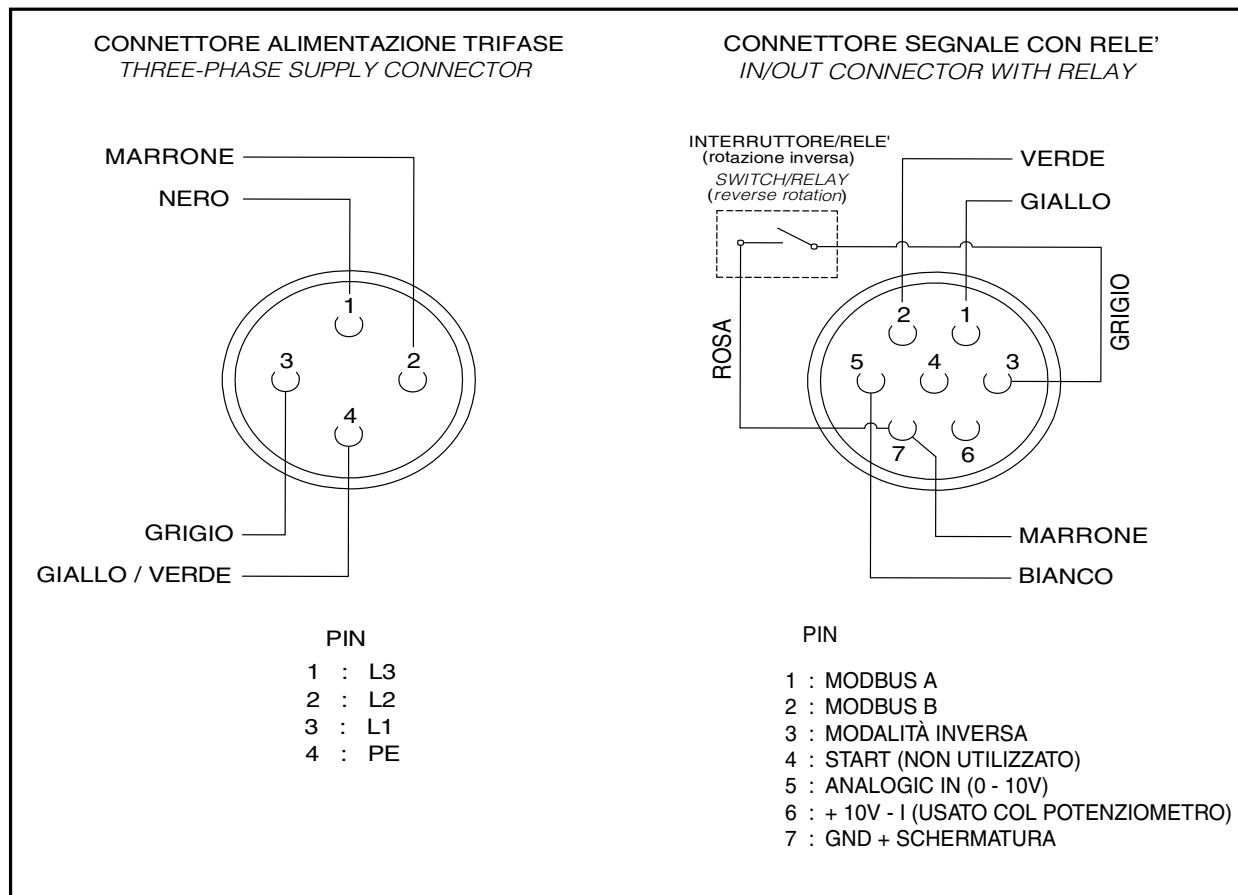 CONNETTORE ALIMENTAZIONE TRIFASE
THREE-PHASE SUPPLY CONNECTOR
MARRONE
NERO
1
3
2
4
GRIGIO
GIALLO / VERDE
PIN
1 : L3
2 : L2
3 : L1
4 : PE
CONNETTORE SEGNALE CON RELE'
IN/OUT CONNECTOR WITH RELAY
INTERRUTTORE/RELE'
(rotazione inversa)
SWITCH/RELAY
(reverse rotation)
VERDE
GIALLO
ROSA
GRIGIO
2
1
5
4
3
7
6
MARRONE
BIANCO
PIN
1 : MODBUS A
2 : MODBUS B
3 : MODALITÀ INVERSA
4 : START (NON UTILIZZATO)
5 : ANALOGIC IN (0 - 10V)
6 : + 10V - I (USATO COL POTENZIOMETRO)
7 : GND + SCHERMATURA